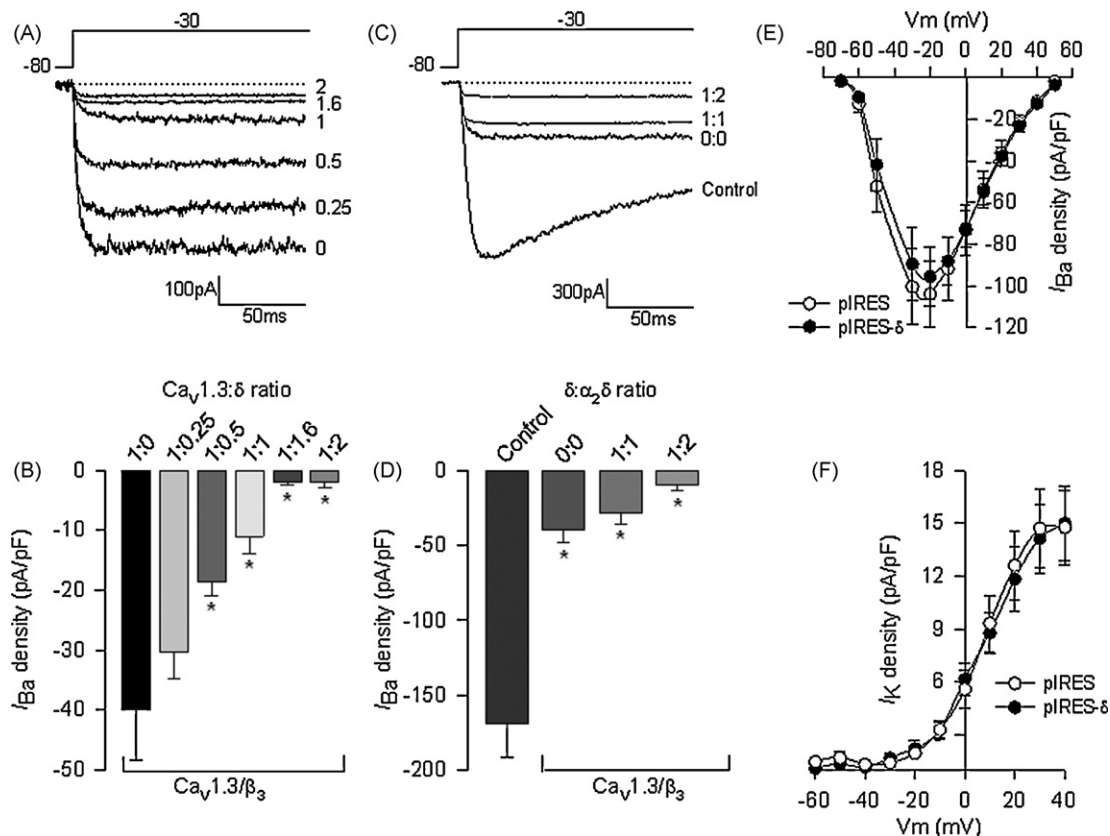 (A)
-30
-80
2
1.6
1
0.5
0.25
0
100pA
50ms
(C)
-30
-80
1:2
1:1
0:0
Control
300pA
50ms
(E)
Vm (mV)
-80 -60 -40 -20 0 20 40 60
-20
-40
-60
-80
-100
-120
IBa density (pA/pF)
pIRES
pIRES-δ
(B)
CaV1.3:δ ratio
1:0 1:0.25 1:0.5 1:1 1:1.6 1:2
0
-10
-20
-30
-40
-50
IBa density (pA/pF)
* * * *
CaV1.3/β3
(D)
δ:α2δ ratio
Control 0:0 1:1 1:2
0
-50
-100
-150
-200
IBa density (pA/pF)
* * *
CaV1.3/β3
(F)
18
15
12
9
6
IK density (pA/pF)
pIRES
pIRES-δ
-60 -40 -20 0 20 40
Vm (mV)